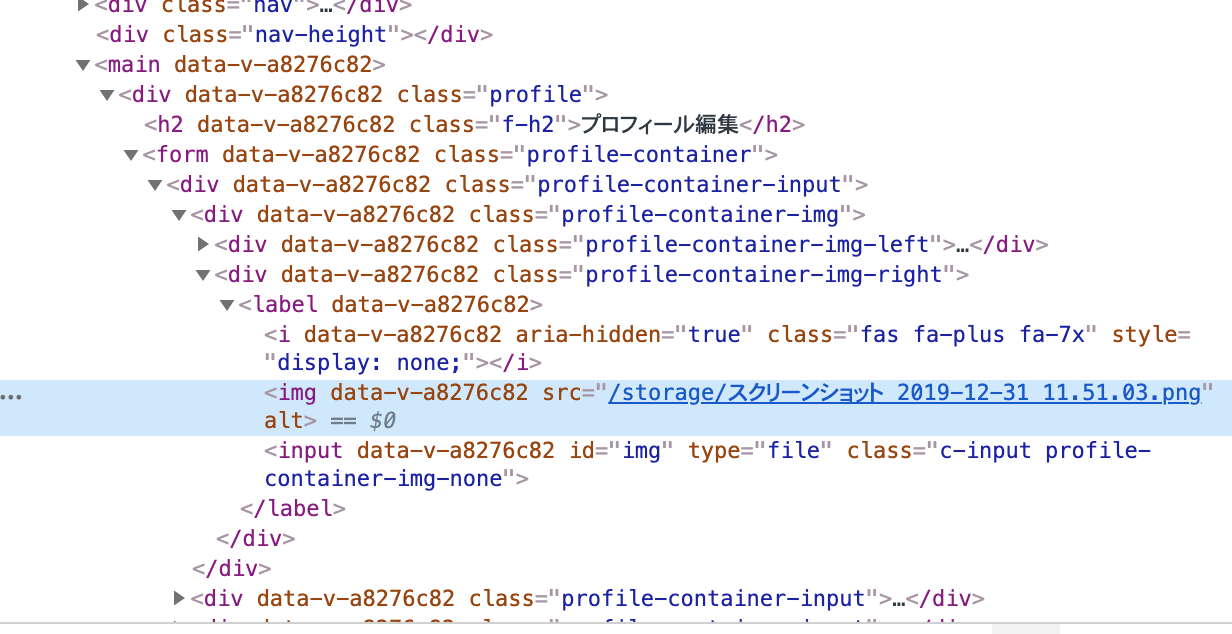 ▶<div class="nav">…</div>
<div class="nav-height"></div>
▼<main data-v-a8276c82>
▼<div data-v-a8276c82 class="profile">
<h2 data-v-a8276c82 class="f-h2">プロフィール編集</h2>
▼<form data-v-a8276c82 class="profile-container">
▼<div data-v-a8276c82 class="profile-container-input">
▼<div data-v-a8276c82 class="profile-container-img">
▶<div data-v-a8276c82 class="profile-container-img-left">…</div>
▼<div data-v-a8276c82 class="profile-container-img-right">
▼<label data-v-a8276c82>
<i data-v-a8276c82 aria-hidden="true" class="fas fa-plus fa-7x" style=
"display: none;"></i>
… <img data-v-a8276c82 src="/storage/スクリーンショット 2019-12-31 11.51.03.png"
alt> == $0
<input data-v-a8276c82 id="img" type="file" class="c-input profile-
container-img-none">
</label>
</div>
</div>
▶<div data-v-a8276c82 class="profile-container-input">…</div>